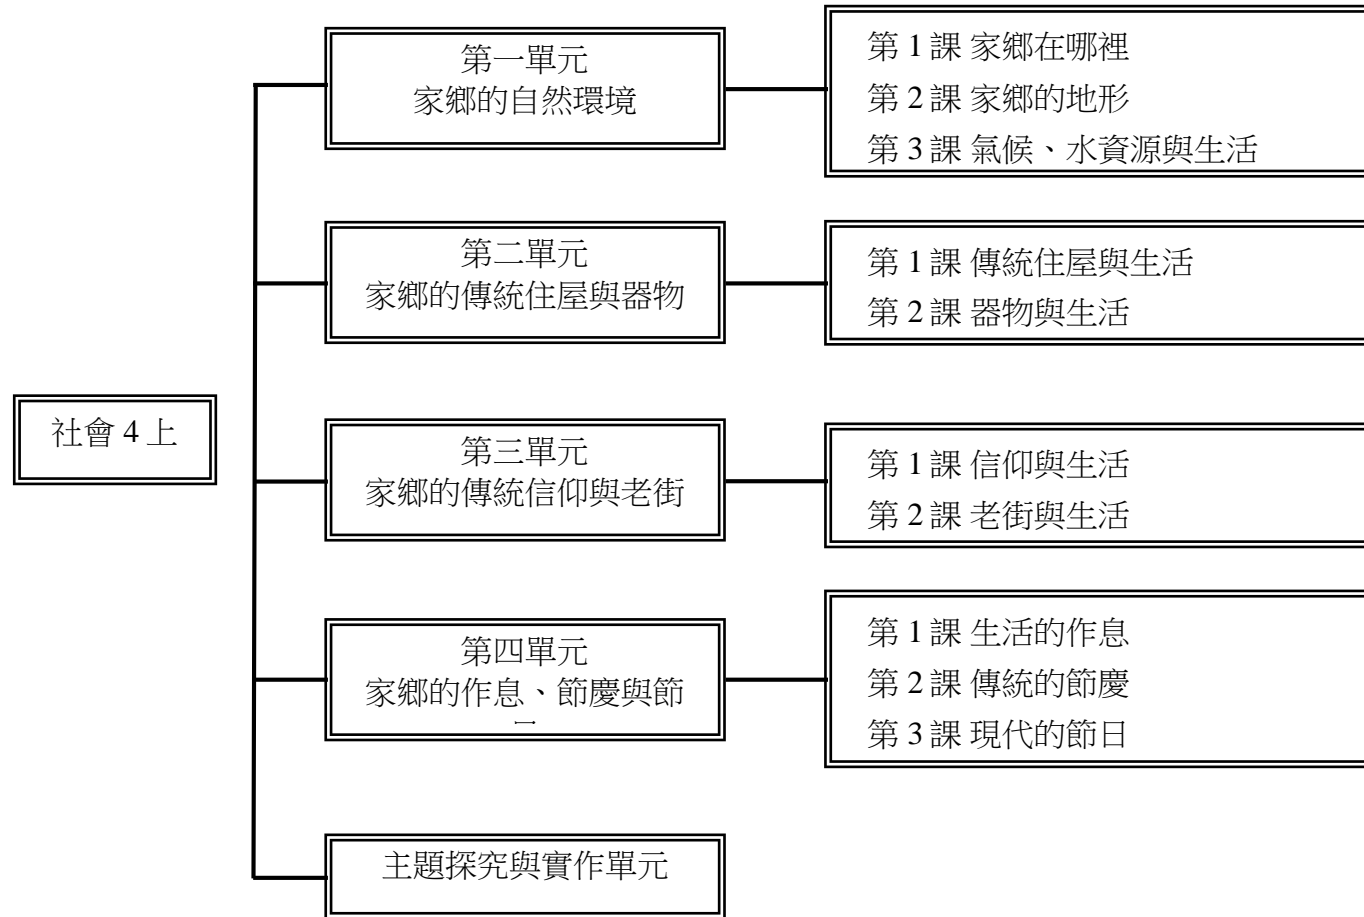 社會 4 上
第一單元
家鄉的自然環境
第 1 課 家鄉在哪裡
第 2 課 家鄉的地形
第 3 課 氣候、水資源與生活
第二單元
家鄉的傳統住屋與器物
第 1 課 傳統住屋與生活
第 2 課 器物與生活
第三單元
家鄉的傳統信仰與老街
第 1 課 信仰與生活
第 2 課 老街與生活
第四單元
家鄉的作息、節慶與節
第 1 課 生活的作息
第 2 課 傳統的節慶
第 3 課 現代的節日
主題探究與實作單元